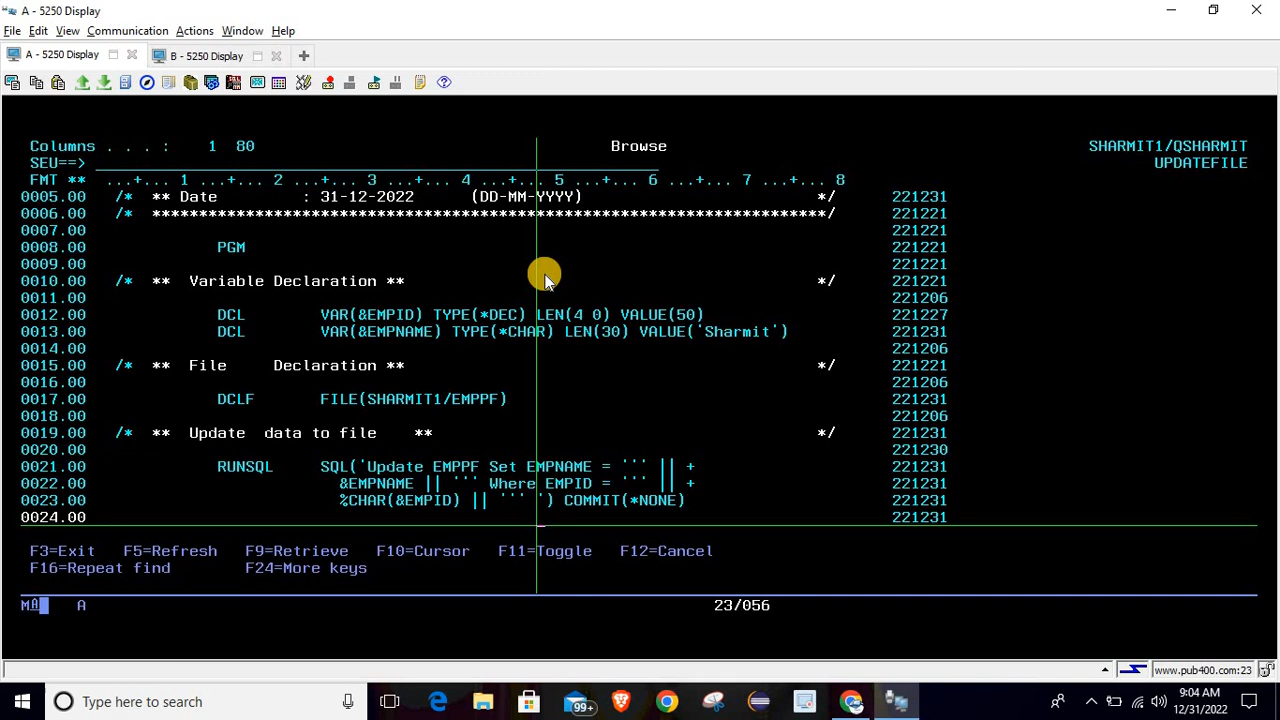 A - 5250 Display
File Edit View Communication Actions Window Help
A - 5250 Display B - 5250 Display
Columns . . . : 1 80 Browse SHARMIT1/QSHARMIT
SEU==> UPDATEFILE
FMT ** ...+... 1 ...+... 2 ...+... 3 ...+... 4 ...+... 5 ...+... 6 ...+... 7 ...+... 8
0005.00 /* ** Date : 31-12-2022 (DD-MM-YYYY) */ 221231
0006.00 /* ************************************************************************/ 221221
0007.00 221221
0008.00 PGM 221221
0009.00 221221
0010.00 /* ** Variable Declaration ** */ 221221
0011.00 221206
0012.00 DCL VAR(&EMPID) TYPE(*DEC) LEN(4 0) VALUE(50) 221227
0013.00 DCL VAR(&EMPNAME) TYPE(*CHAR) LEN(30) VALUE('Sharmit') 221231
0014.00 221206
0015.00 /* ** File Declaration ** */ 221206
0016.00 221206
0017.00 DCLF FILE(SHARMIT1/EMPPF) 221231
0018.00 221206
0019.00 /* ** Update data to file ** */ 221231
0020.00 221230
0021.00 RUNSQL SQL('Update EMPPF Set EMPNAME = ''' || + 221231
0022.00 &EMPNAME || ''' Where EMPID = ''' || + 221231
0023.00 %CHAR(&EMPID) || ''' ') COMMIT(*NONE) 221231
0024.00 221231
F3=Exit F5=Refresh F9=Retrieve F10=Cursor F11=Toggle F12=Cancel
F16=Repeat find F24=More keys
MA A 23/056
www.pub400.com:23
Type here to search 99+ 9:04 AM
12/31/2022